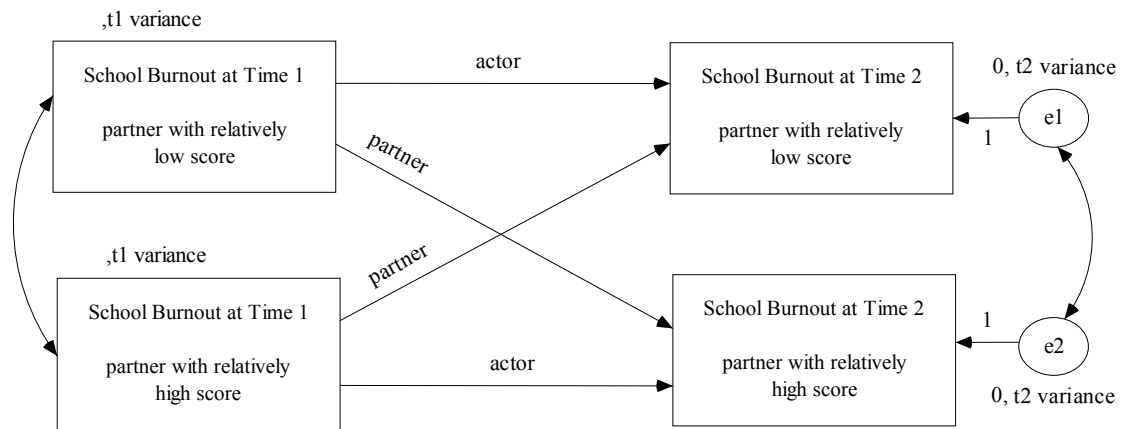 ,t1 variance
School Burnout at Time 1
partner with relatively
low score
actor
School Burnout at Time 2
partner with relatively
low score
0, t2 variance
e1
1
partner
partner
,t1 variance
School Burnout at Time 1
partner with relatively
high score
actor
School Burnout at Time 2
partner with relatively
high score
1
e2
0, t2 variance